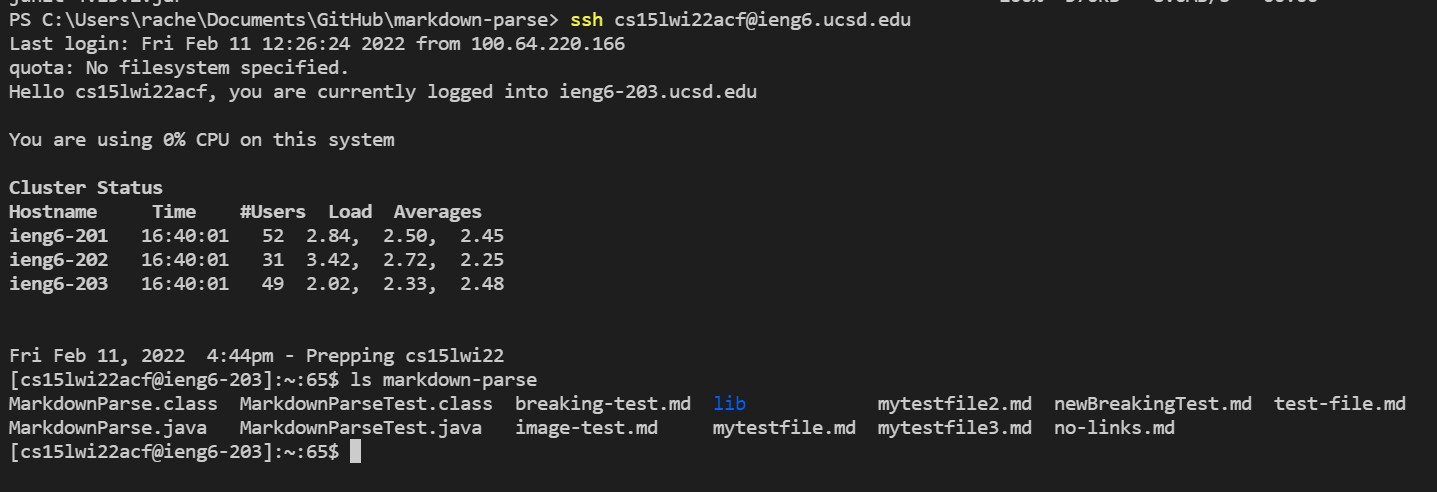 PS C:\Users\rache\Documents\GitHub\markdown-parse> ssh cs15lwi22acf@ieng6.ucsd.edu
Last login: Fri Feb 11 12:26:24 2022 from 100.64.220.166
quota: No filesystem specified.
Hello cs15lwi22acf, you are currently logged into ieng6-203.ucsd.edu
You are using 0% CPU on this system
Cluster Status
Hostname     Time    #Users  Load  Averages
ieng6-201   16:40:01   52  2.84,  2.50,  2.45
ieng6-202   16:40:01   31  3.42,  2.72,  2.25
ieng6-203   16:40:01   49  2.02,  2.33,  2.48
Fri Feb 11, 2022  4:44pm - Prepping cs15lwi22
[cs15lwi22acf@ieng6-203]:~:65$ ls markdown-parse
MarkdownParse.class  MarkdownParseTest.class  breaking-test.md  lib            mytestfile2.md  newBreakingTest.md  test-file.md
MarkdownParse.java   MarkdownParseTest.java   image-test.md     mytestfile.md  mytestfile3.md  no-links.md
[cs15lwi22acf@ieng6-203]:~:65$